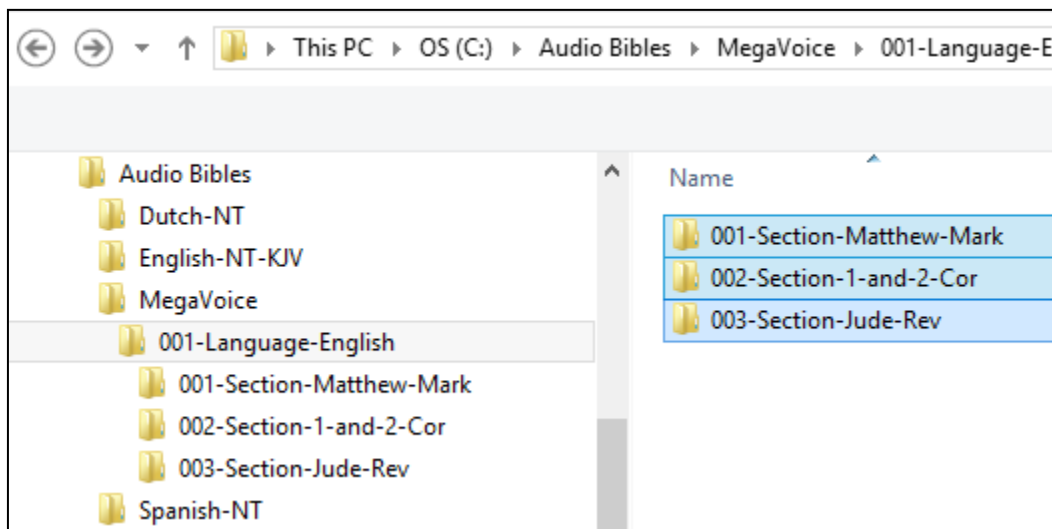 This PC OS (C:) Audio Bibles MegaVoice 001-Language-E
Audio Bibles
Dutch-NT
English-NT-KJV
MegaVoice
001-Language-English
001-Section-Matthew-Mark
002-Section-1-and-2-Cor
003-Section-Jude-Rev
Spanish-NT
Name
001-Section-Matthew-Mark
002-Section-1-and-2-Cor
003-Section-Jude-Rev